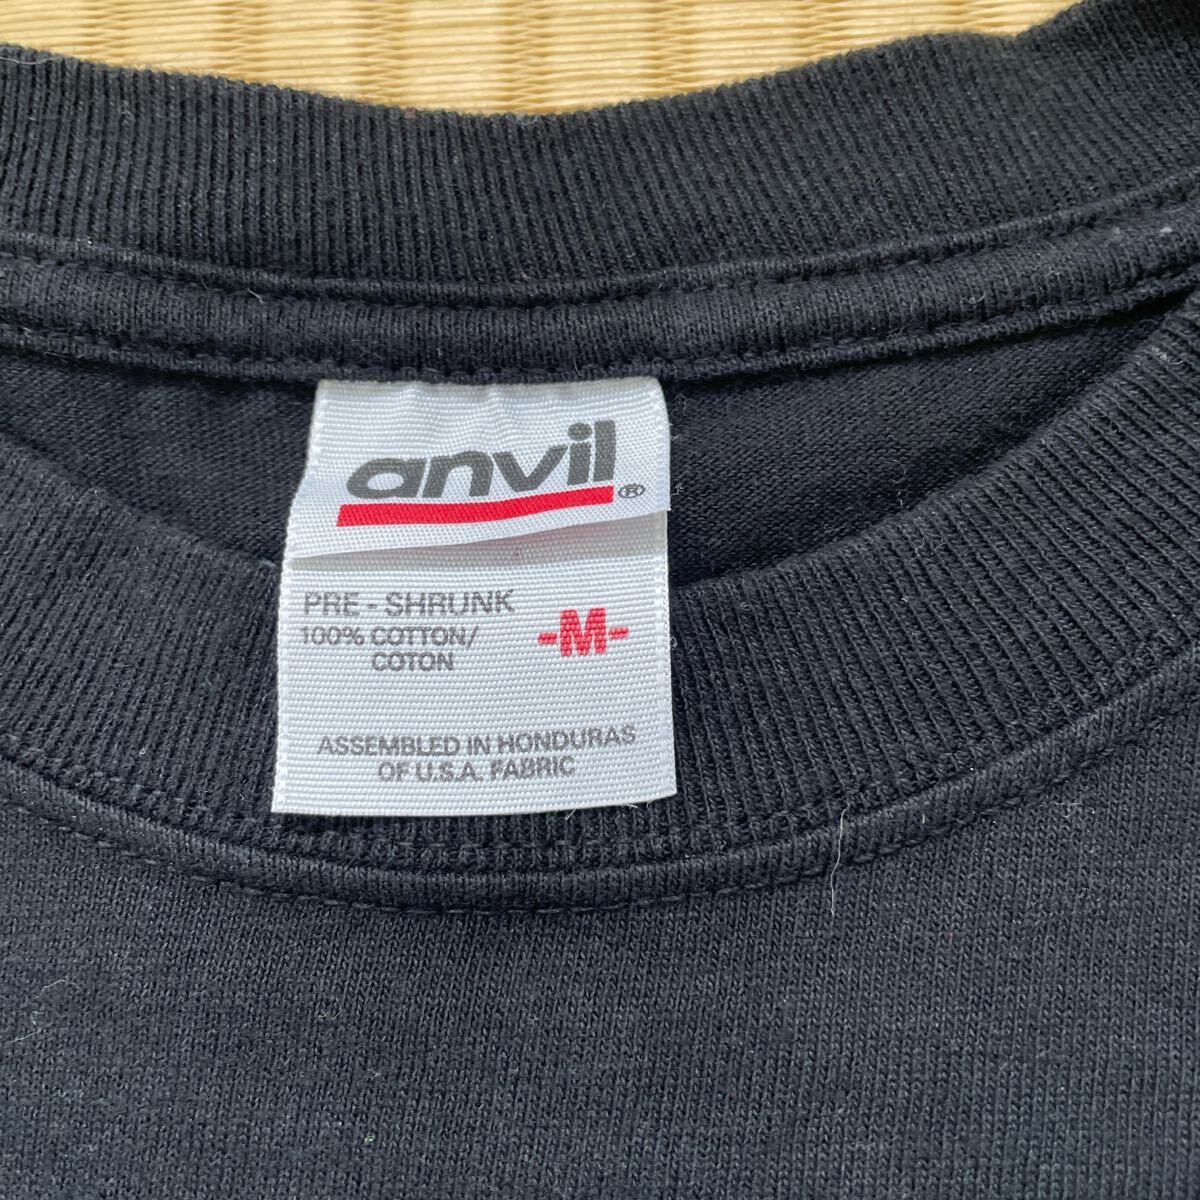 anvil®
PRE - SHRUNK
100% COTTON/
COTON
-M-
ASSEMBLED IN HONDURAS
OF U.S.A. FABRIC